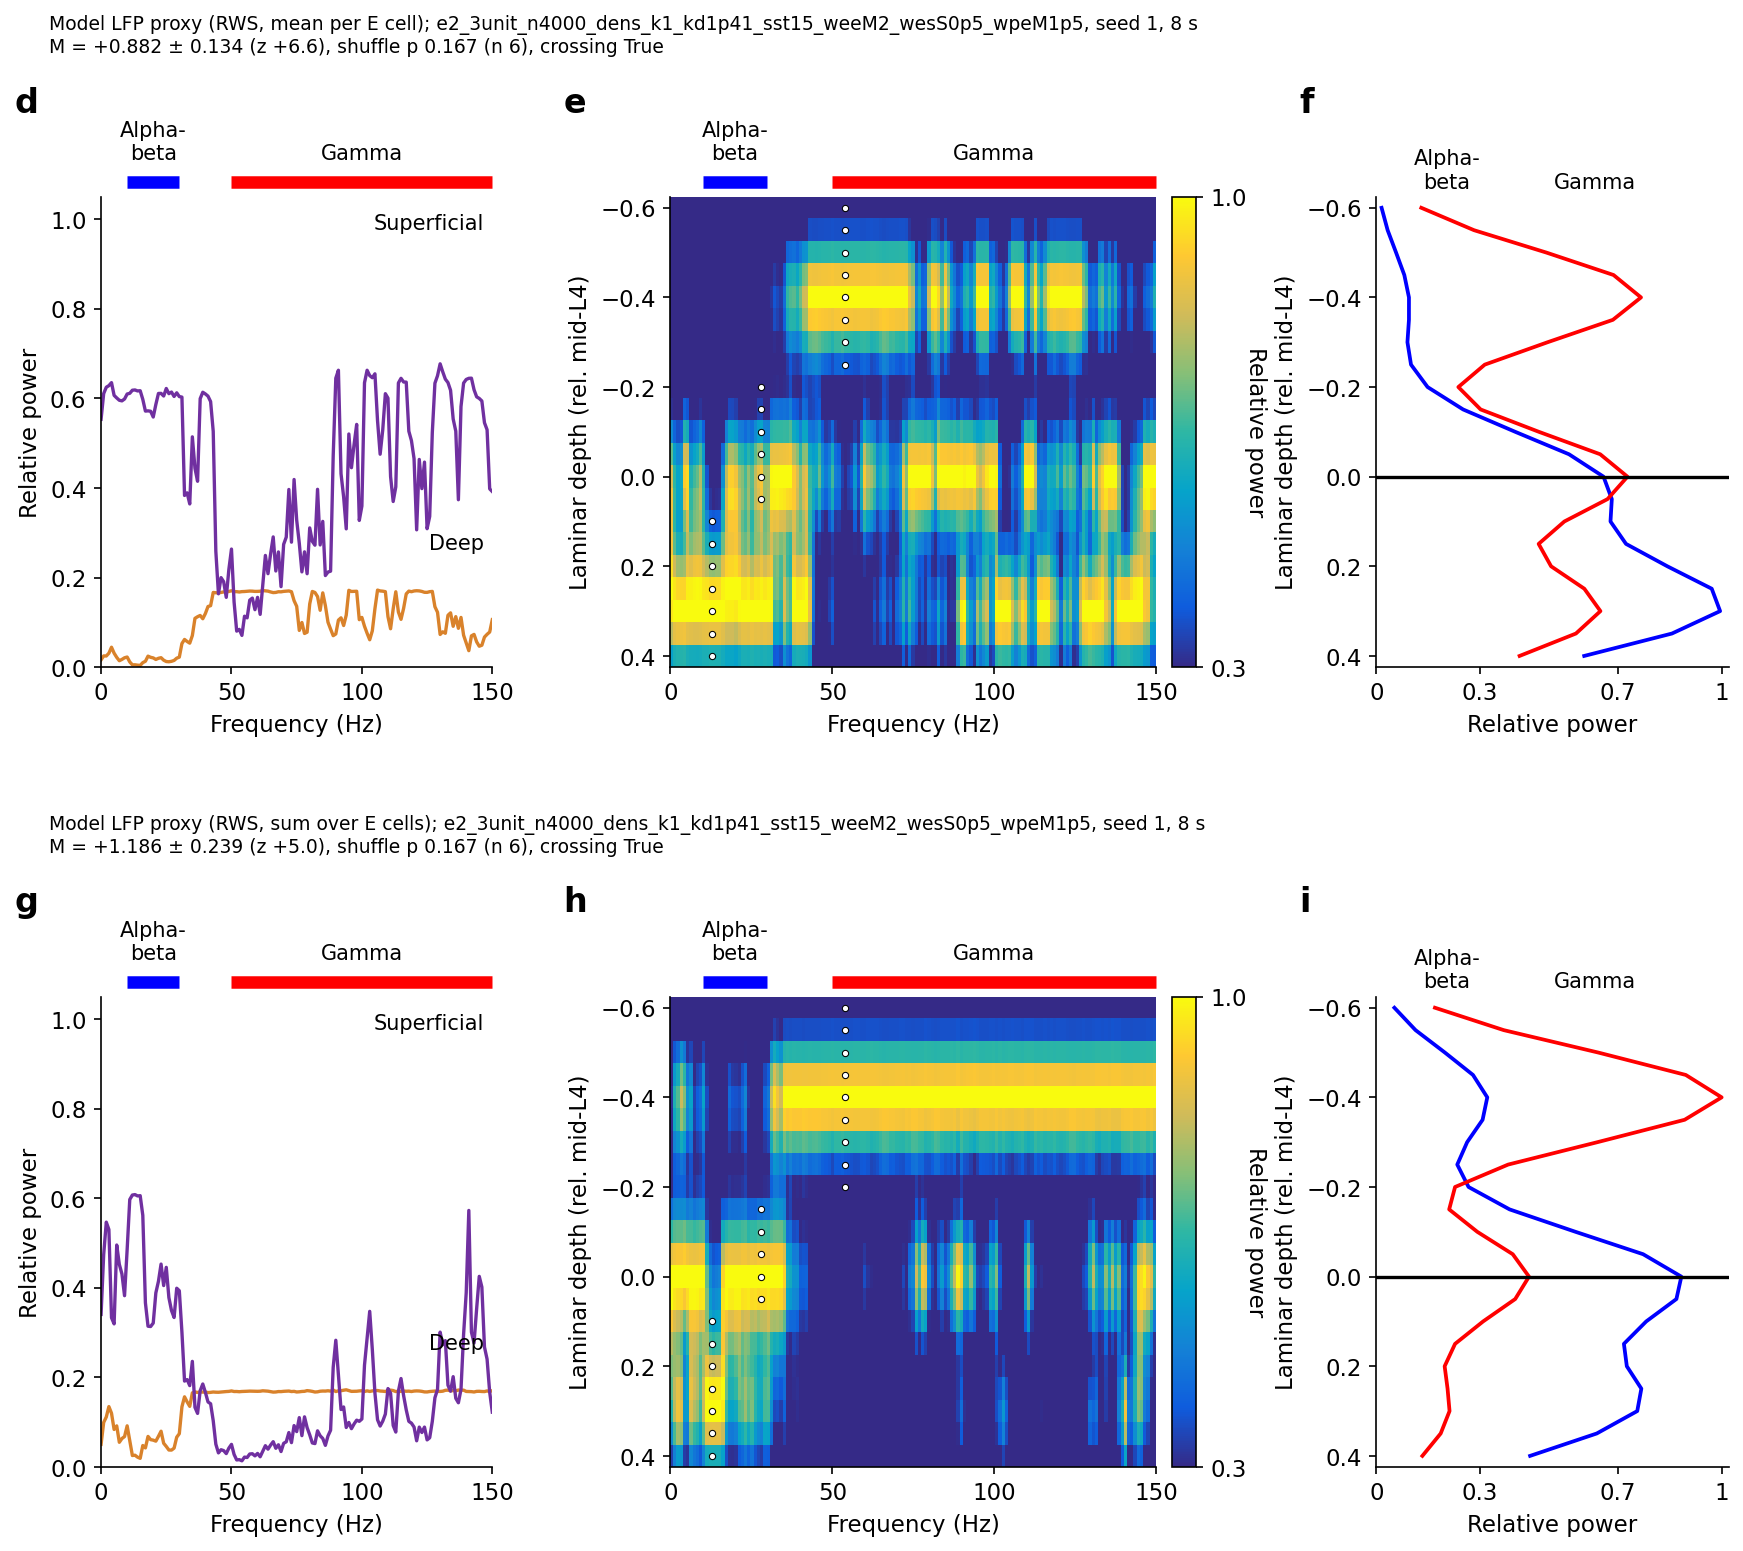 Model LFP proxy (RWS, mean per E cell); e2_3unit_n4000_dens_k1_kd1p41_sst15_weeM2_wesS0p5_wpeM1p5, seed 1, 8 s
M = +0.882 ± 0.134 (z +6.6), shuffle p 0.167 (n 6), crossing True
d
Alpha-
beta
Gamma
Superficial
Deep
Relative power
1.0
0.8
0.6
0.4
0.2
0.0
0
50
100
150
Frequency (Hz)
e
Alpha-
beta
Gamma
Laminar depth (rel. mid-L4)
−0.6
−0.4
−0.2
0.0
0.2
0.4
0
50
100
150
Frequency (Hz)
1.0
0.3
Relative power
f
Alpha-
beta
Gamma
Laminar depth (rel. mid-L4)
−0.6
−0.4
−0.2
0.0
0.2
0.4
0
0.3
0.7
1
Relative power
Model LFP proxy (RWS, sum over E cells); e2_3unit_n4000_dens_k1_kd1p41_sst15_weeM2_wesS0p5_wpeM1p5, seed 1, 8 s
M = +1.186 ± 0.239 (z +5.0), shuffle p 0.167 (n 6), crossing True
g
Alpha-
beta
Gamma
Superficial
Deep
Relative power
1.0
0.8
0.6
0.4
0.2
0.0
0
50
100
150
Frequency (Hz)
h
Alpha-
beta
Gamma
Laminar depth (rel. mid-L4)
−0.6
−0.4
−0.2
0.0
0.2
0.4
0
50
100
150
Frequency (Hz)
1.0
0.3
Relative power
i
Alpha-
beta
Gamma
Laminar depth (rel. mid-L4)
−0.6
−0.4
−0.2
0.0
0.2
0.4
0
0.3
0.7
1
Relative power